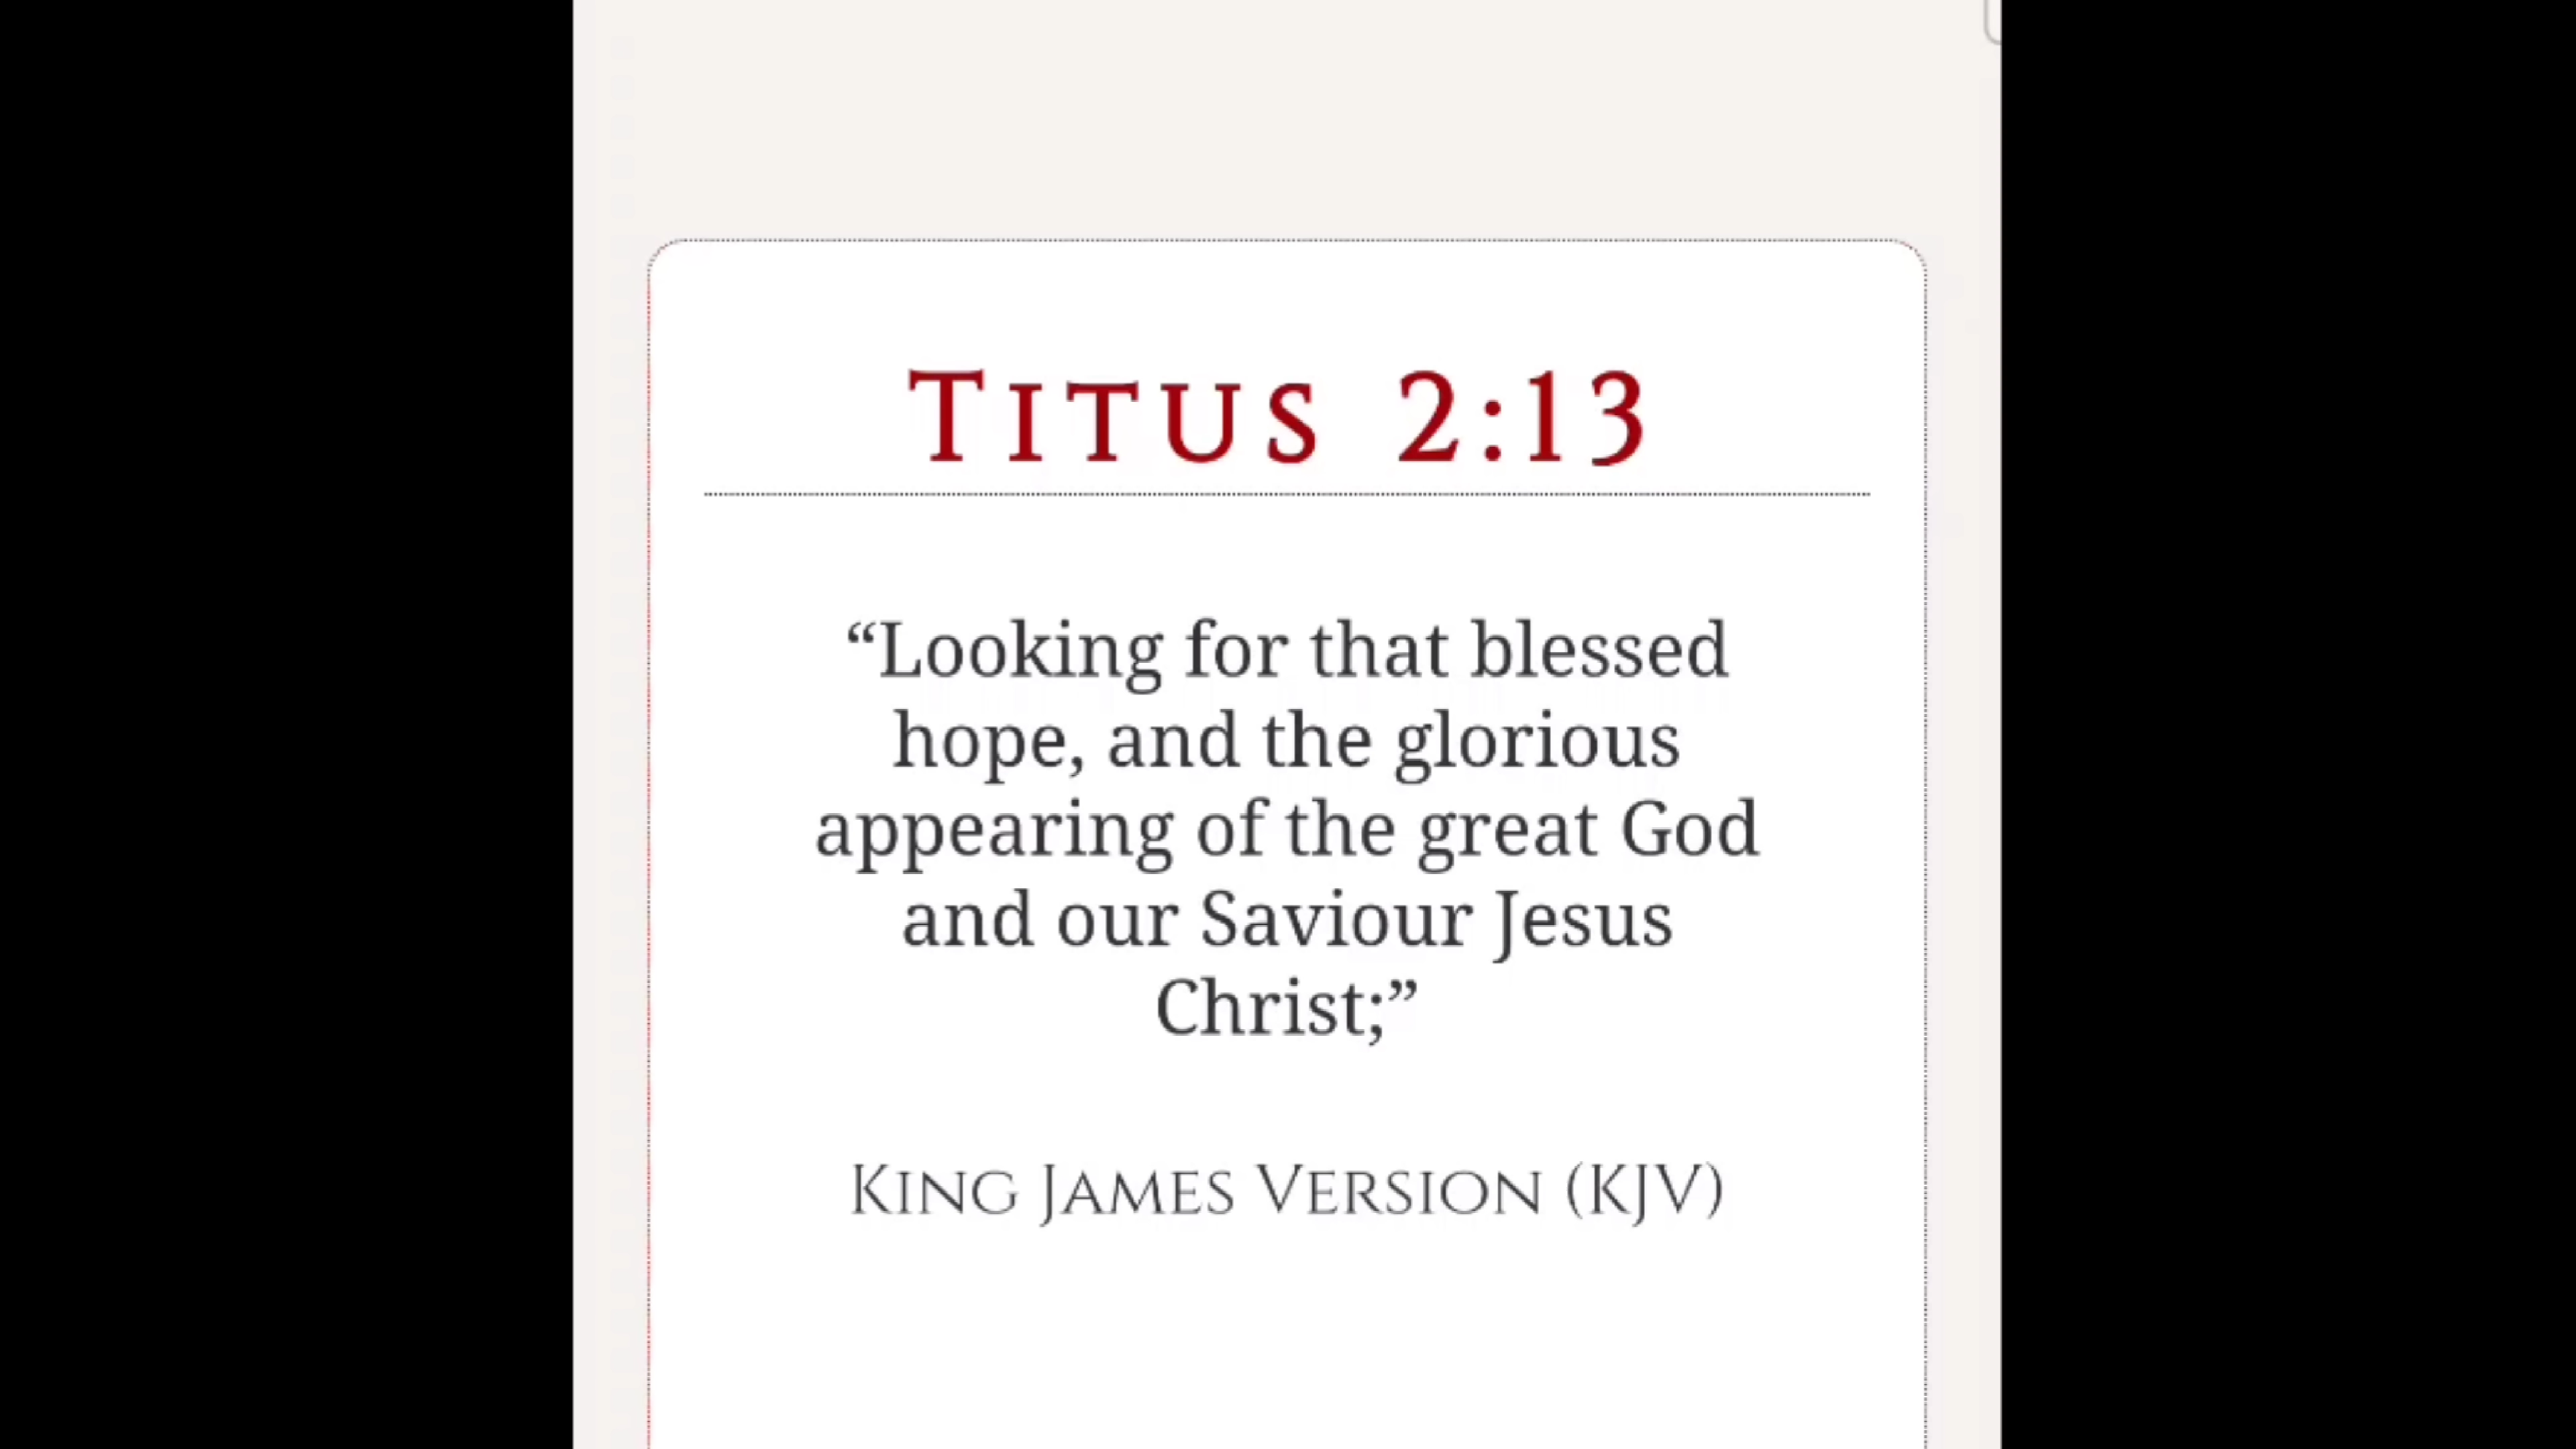 TITUS 2:13
“Looking for that blessed
hope, and the glorious
appearing of the great God
and our Saviour Jesus
Christ;”
KING JAMES VERSION (KJV)